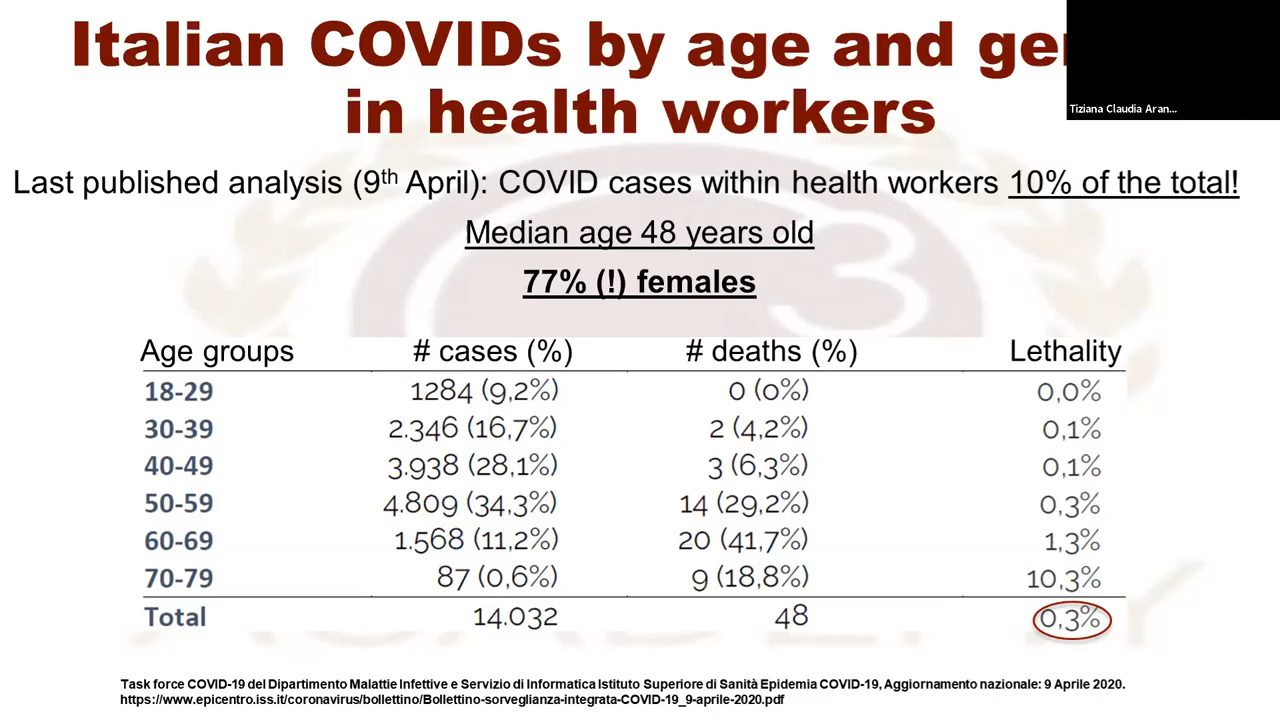 Italian COVIDs by age and
in health workers
Tiziana Claudia Aran...
Last published analysis (9th April): COVID cases within health workers 10% of the total!
Median age 48 years old
77% (!) females
Age groups # cases (%) # deaths (%) Lethality
18-29 1284 (9,2%) 0 (0%) 0,0%
30-39 2.346 (16,7%) 2 (4,2%) 0,1%
40-49 3.938 (28,1%) 3 (6,3%) 0,1%
50-59 4.809 (34,3%) 14 (29,2%) 0,3%
60-69 1.568 (11,2%) 20 (41,7%) 1,3%
70-79 87 (0,6%) 9 (18,8%) 10,3%
Total 14.032 48 0,3%
Task force COVID-19 del Dipartimento Malattie Infettive e Servizio di Informatica Istituto Superiore di Sanità Epidemia COVID-19, Aggiornamento nazionale: 9 Aprile 2020.
https://www.epicentro.iss.it/coronavirus/bollettino/Bollettino-sorveglianza-integrata-COVID-19_9-aprile-2020.pdf